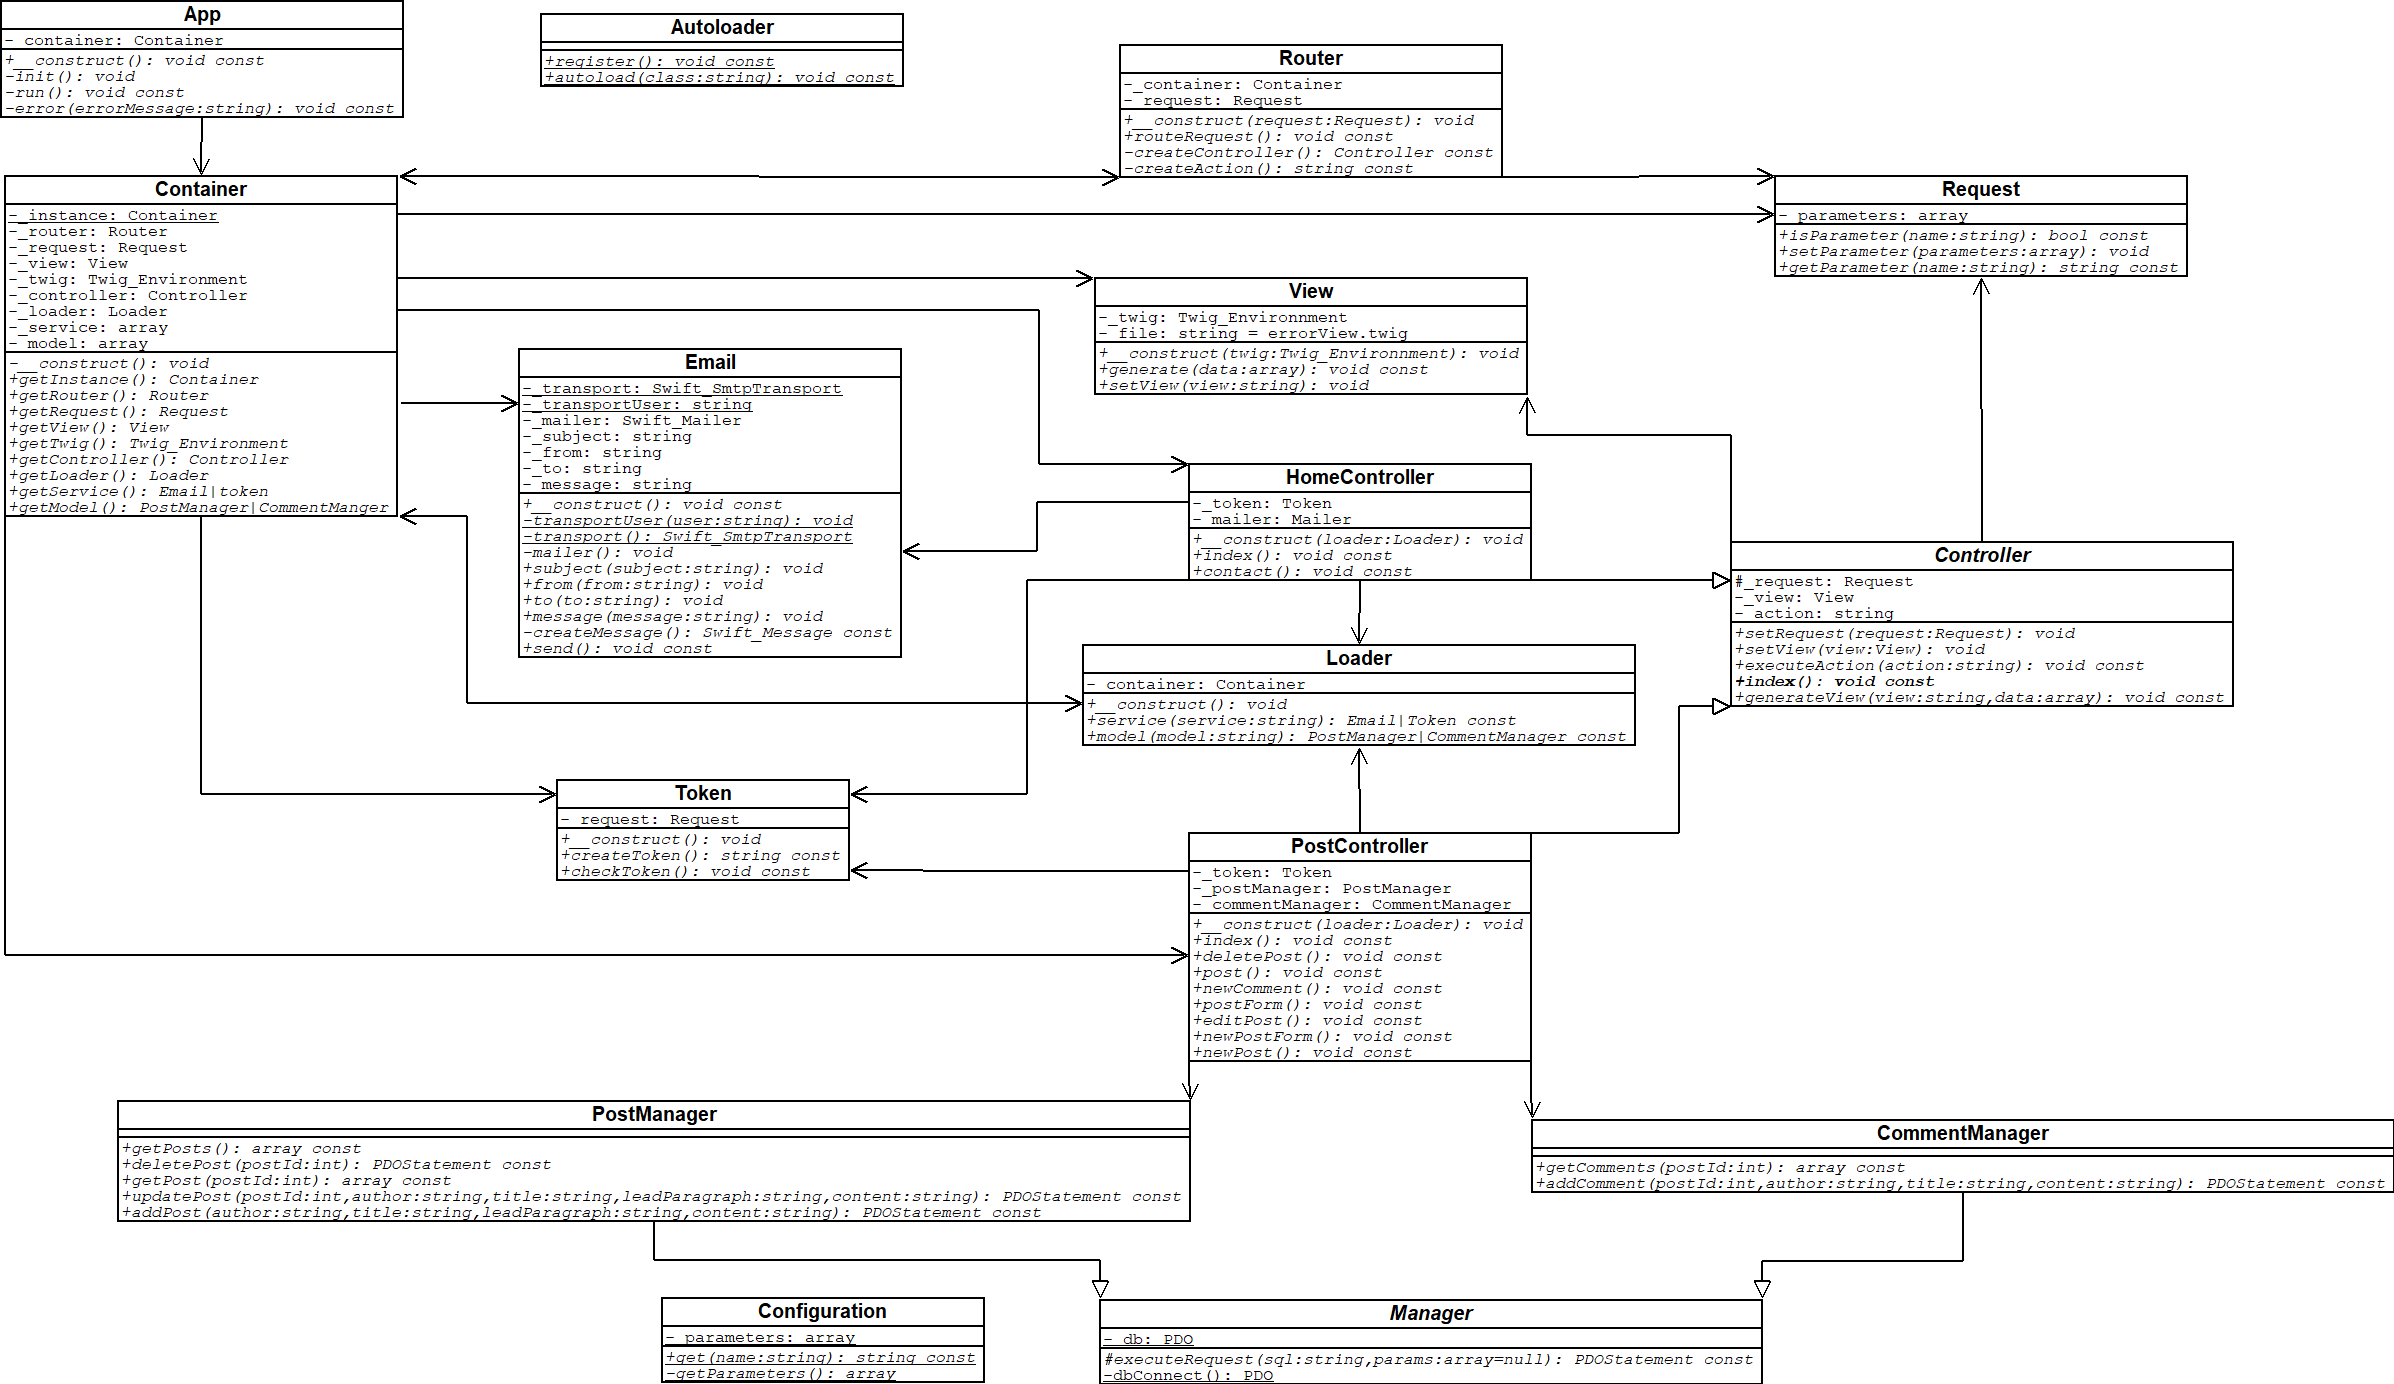 App
-_container: Container
+__construct(): void const
-init(): void
-run(): void const
-error(errorMessage:string): void const
Autoloader
+register(): void const
+autoload(class:string): void const
Router
-_container: Container
-_request: Request
+__construct(request:Request): void
+routeRequest(): void const
-createController(): Controller const
-createAction(): string const
Container
-_instance: Container
-_router: Router
-_request: Request
-_view: View
-_twig: Twig_Environment
-_controller: Controller
-_loader: Loader
-_service: array
-_model: array
-__construct(): void
+getInstance(): Container
+getRouter(): Router
+getRequest(): Request
+getView(): View
+getTwig(): Twig_Environment
+getController(): Controller
+getLoader(): Loader
+getService(): Email|token
+getModel(): PostManager|CommentManger
Request
-_parameters: array
+isParameter(name:string): bool const
+setParameter(parameters:array): void
+getParameter(name:string): string const
View
-_twig: Twig_Environnment
-_file: string = errorView.twig
+__construct(twig:Twig_Environnment): void
+generate(data:array): void const
+setView(view:string): void
Email
-_transport: Swift_SmtpTransport
-_transportUser: string
-_mailer: Swift_Mailer
-_subject: string
-_from: string
-_to: string
-_message: string
+__construct(): void const
-transportUser(user:string): void
-transport(): Swift_SmtpTransport
-mailer(): void
+subject(subject:string): void
+from(from:string): void
+to(to:string): void
+message(message:string): void
-createMessage(): Swift_Message const
+send(): void const
HomeController
-_token: Token
-_mailer: Mailer
+__construct(loader:Loader): void
+index(): void const
+contact(): void const
Controller
#_request: Request
-_view: View
-_action: string
+setRequest(request:Request): void
+setView(view:View): void
+executeAction(action:string): void const
+index(): void const
+generateView(view:string,data:array): void const
Loader
-_container: Container
+__construct(): void
+service(service:string): Email|Token const
+model(model:string): PostManager|CommentManager const
Token
-_request: Request
+__construct(): void
+createToken(): string const
+checkToken(): void const
PostController
-_token: Token
-_postManager: PostManager
-_commentManager: CommentManager
+__construct(loader:Loader): void
+index(): void const
+deletePost(): void const
+post(): void const
+newComment(): void const
+postForm(): void const
+editPost(): void const
+newPostForm(): void const
+newPost(): void const
PostManager
+getPosts(): array const
+deletePost(postId:int): PDOStatement const
+getPost(postId:int): array const
+updatePost(postId:int,author:string,title:string,leadParagraph:string,content:string): PDOStatement const
+addPost(author:string,title:string,leadParagraph:string,content:string): PDOStatement const
CommentManager
+getComments(postId:int): array const
+addComment(postId:int,author:string,title:string,content:string): PDOStatement const
Configuration
-_parameters: array
+get(name:string): string const
-getParameters(): array
Manager
-_db: PDO
#executeRequest(sql:string,params:array=null): PDOStatement const
-dbConnect(): PDO